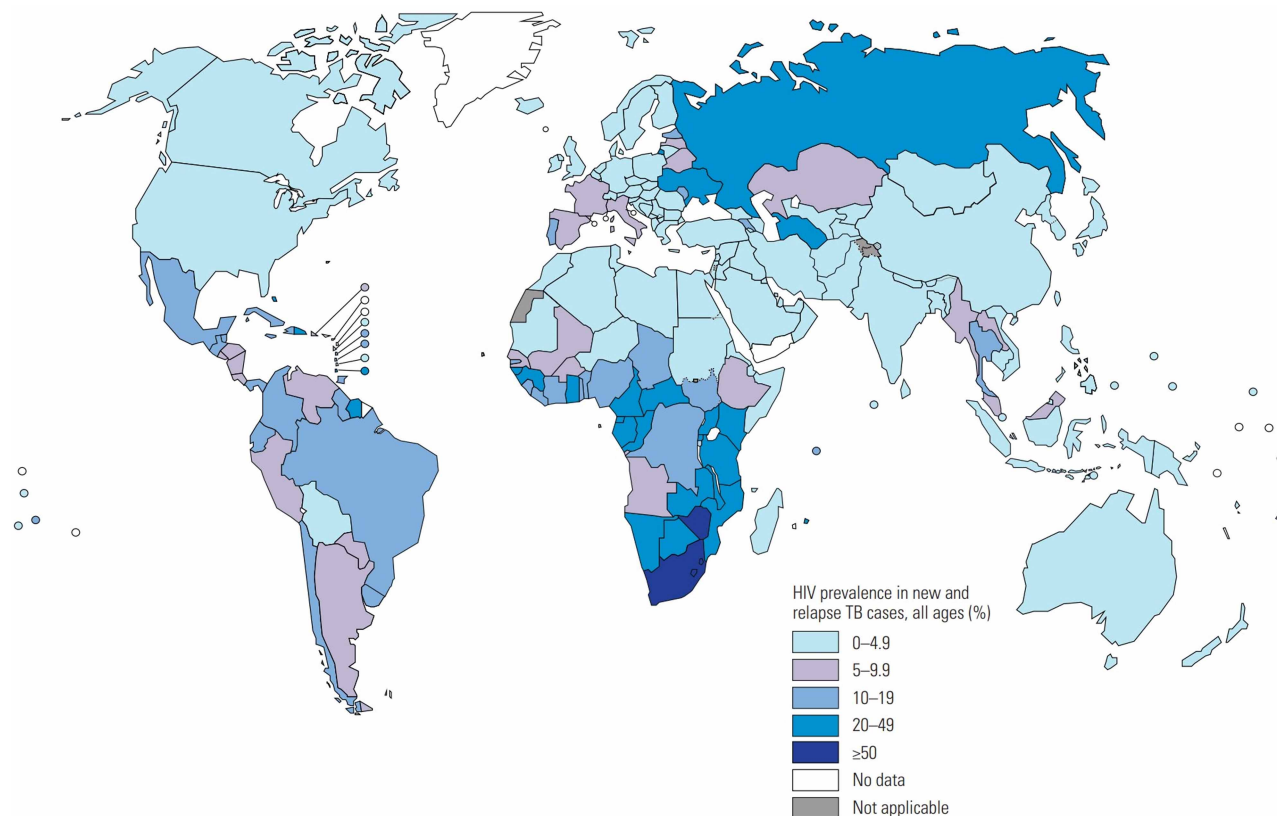 HIV prevalence in new and
relapse TB cases, all ages (%)
0–4.9
5–9.9
10–19
20–49
≥50
No data
Not applicable